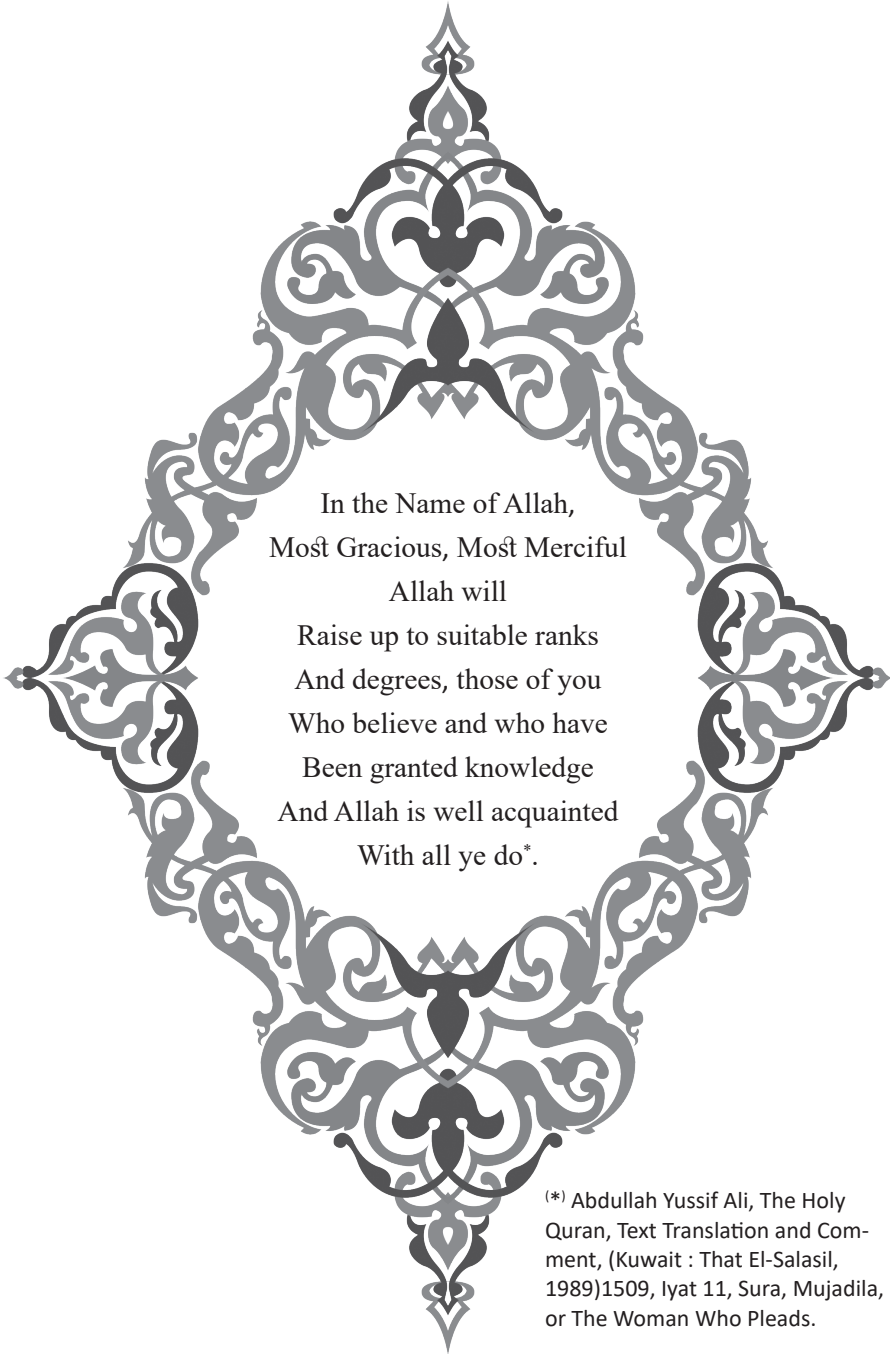 In the Name of Allah,
Most Gracious, Most Merciful
Allah will
Raise up to suitable ranks
And degrees, those of you
Who believe and who have
Been granted knowledge
And Allah is well acquainted
With all ye do*.
(*) Abdullah Yussif Ali, The Holy
Quran, Text Translation and Com-
ment, (Kuwait : That El-Salasil,
1989)1509, Iyat 11, Sura, Mujadila,
or The Woman Who Pleads.